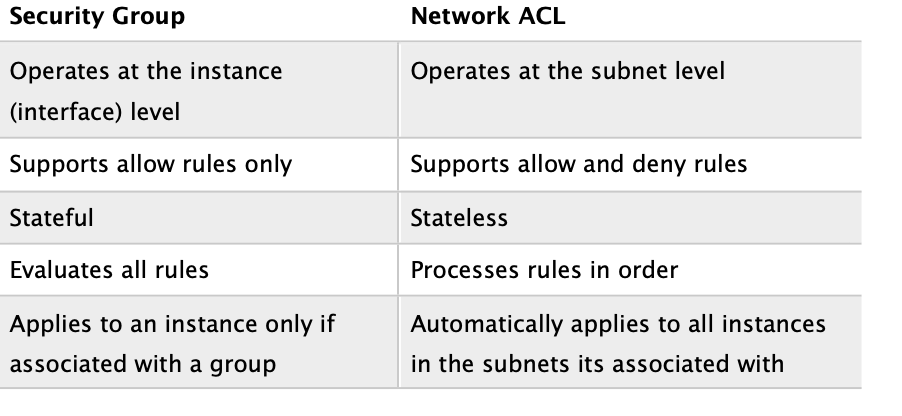 Security Group
Network ACL
Operates at the instance
(interface) level
Operates at the subnet level
Supports allow rules only
Supports allow and deny rules
Stateful
Stateless
Evaluates all rules
Processes rules in order
Applies to an instance only if
associated with a group
Automatically applies to all instances
in the subnets its associated with